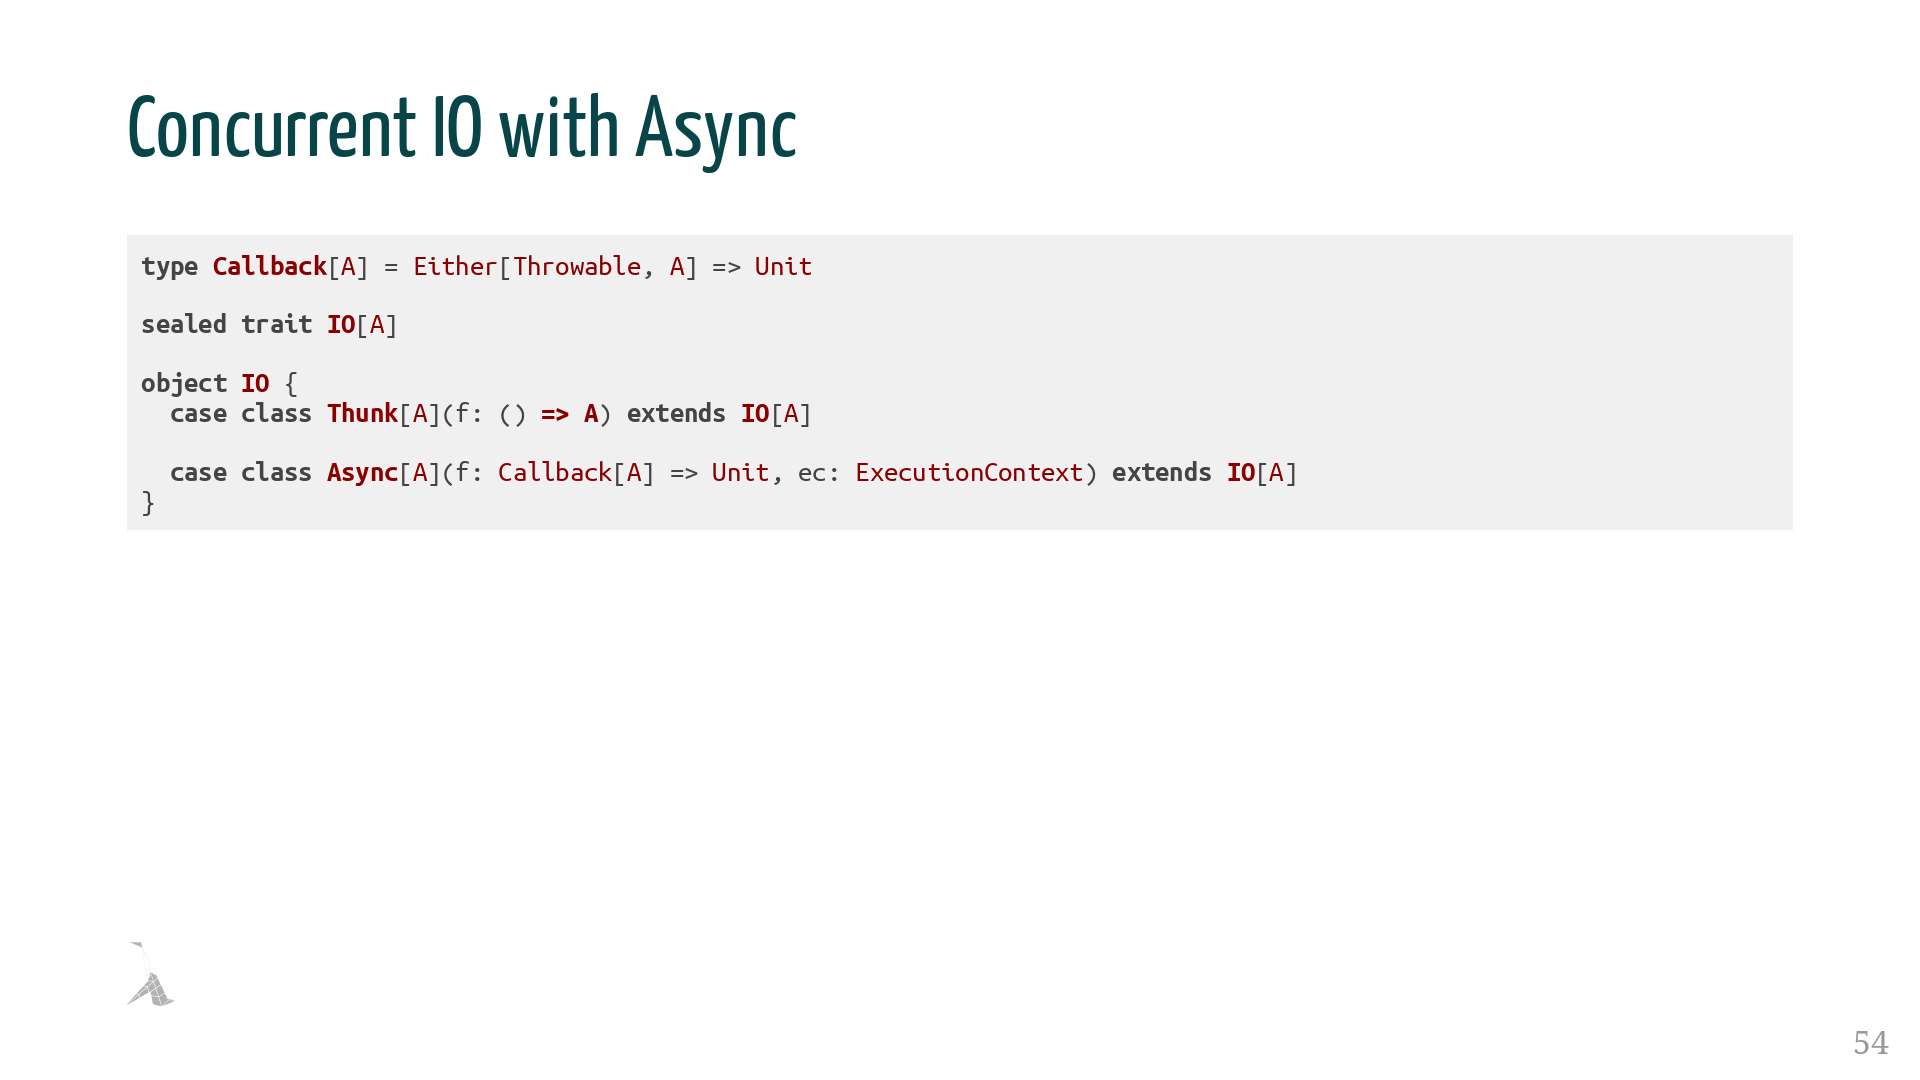 Concurrent IO with Async
type Callback[A] = Either[Throwable, A] => Unit
sealed trait IO[A]
object IO {
  case class Thunk[A](f: () => A) extends IO[A]
  case class Async[A](f: Callback[A] => Unit, ec: ExecutionContext) extends IO[A]
}
54